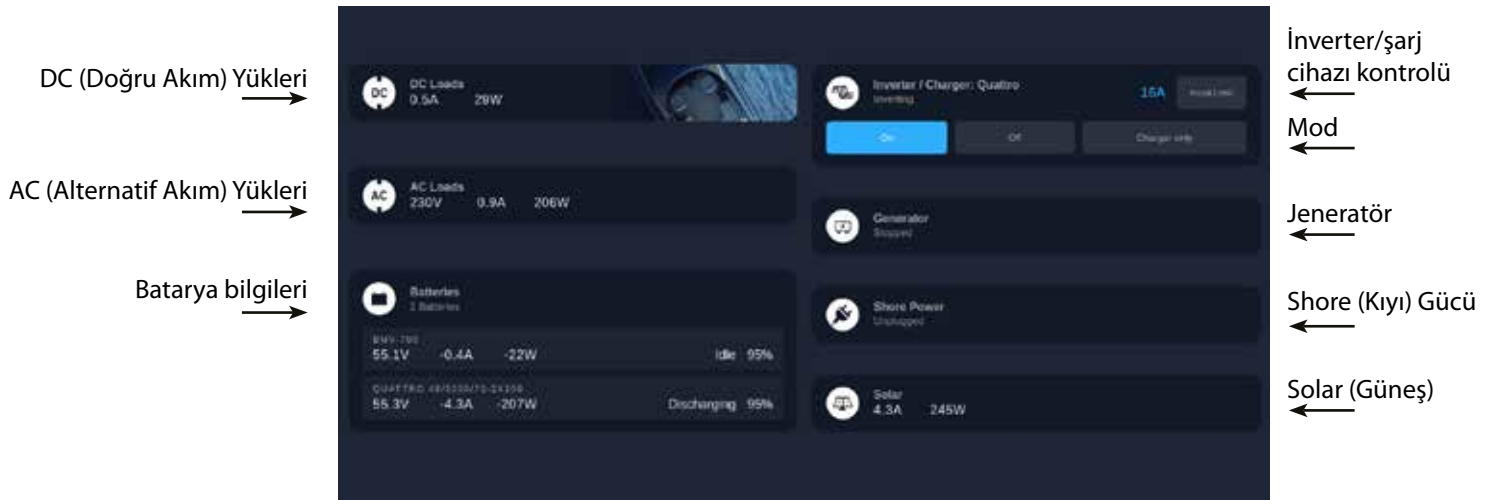 DC (Doğru Akım) Yükleri
AC (Alternatif Akım) Yükleri
Batarya bilgileri
DC
DC Loads
0.5A 29W
AC
AC Loads
230V 0.9A 206W
Batteries
2 Batteries
BMV-700
55.1V -0.4A -22W Idle 95%
55.3V -4.3A -207W Discharging 95%
Inverter / Charger: Quattro
Inverting
16A
On Off Charger only
Generator
Stopped
Shore Power
Unplugged
Solar
4.3A 245W
İnverter/şarj
cihazı kontrolü
Mod
Jeneratör
Shore (Kıyı) Gücü
Solar (Güneş)